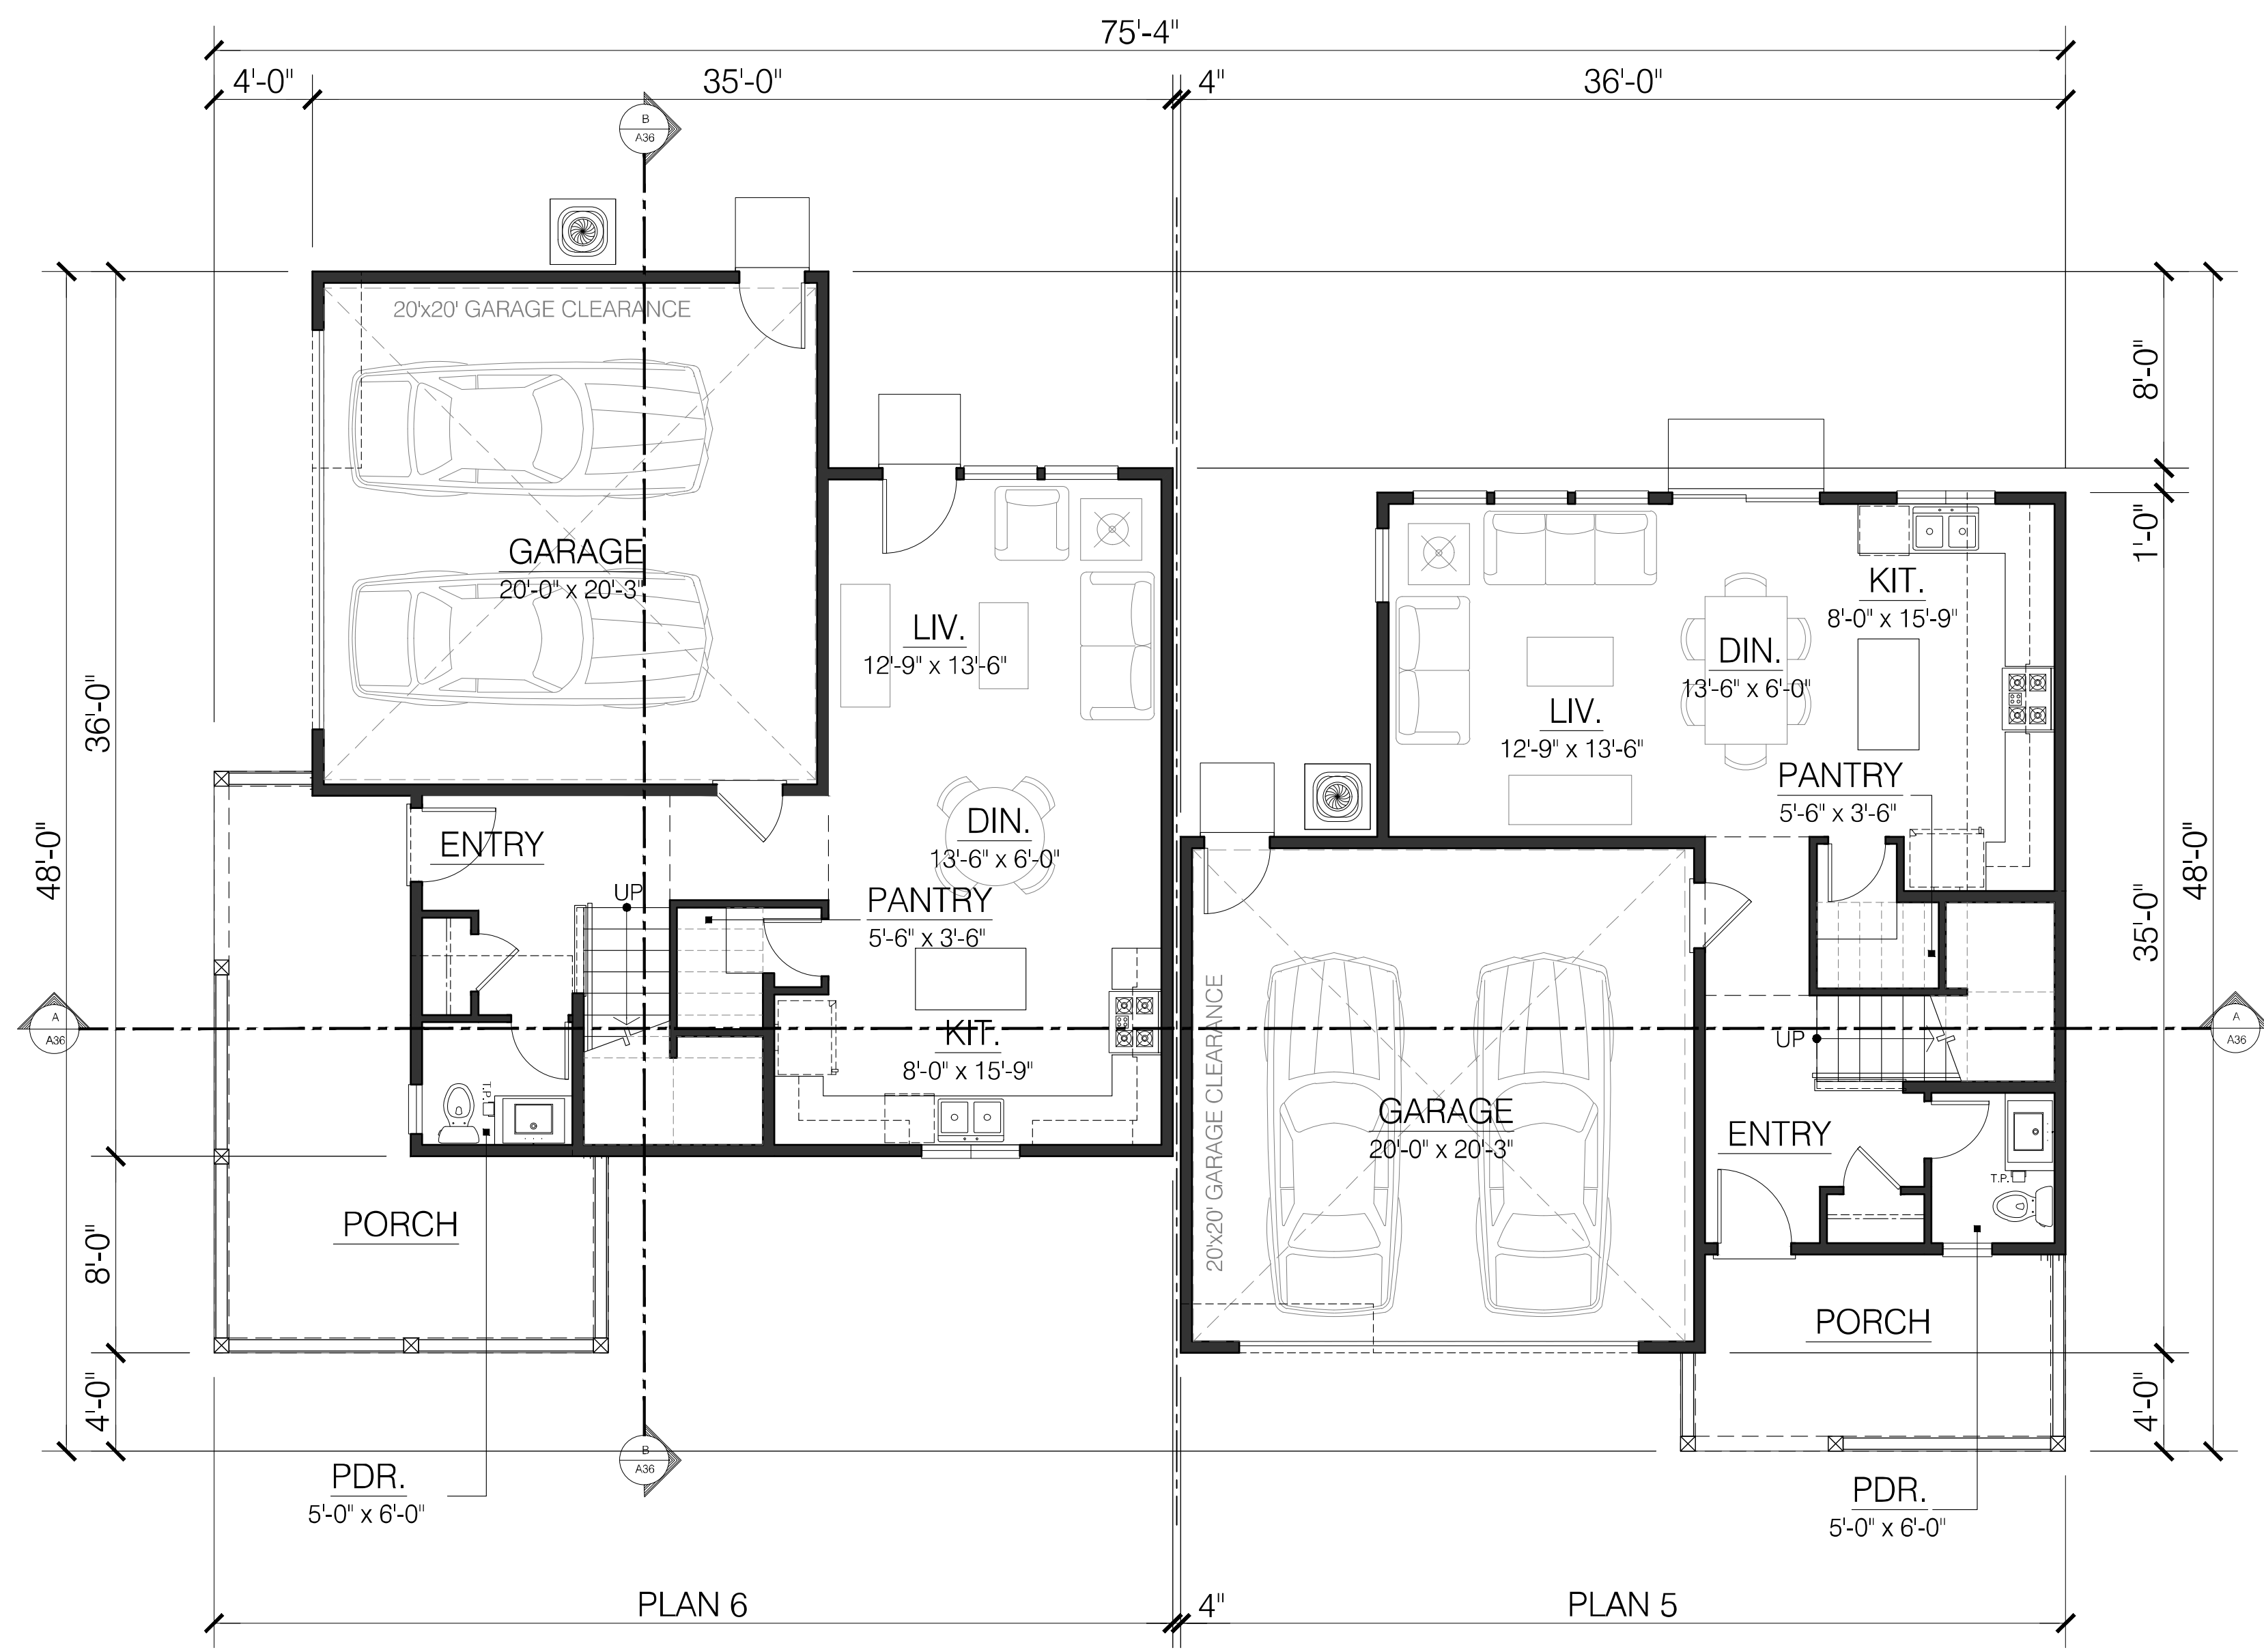 75'-4"
4'-0"
35'-0"
4"
36'-0"
B
A36
20'x20' GARAGE CLEARANCE
8'-0"
GARAGE
20'-0" x 20'-3"
1'-0"
KIT.
8'-0" x 15'-9"
LIV.
12'-9" x 13'-6"
DIN.
13'-6" x 6'-0"
36'-0"
LIV.
12'-9" x 13'-6"
PANTRY
5'-6" x 3'-6"
ENTRY
DIN.
13'-6" x 6'-0"
48'-0"
48'-0"
UP
PANTRY
5'-6" x 3'-6"
35'-0"
A
A36
KIT.
8'-0" x 15'-9"
UP
A
A36
T.P.
20'x20' GARAGE CLEARANCE
GARAGE
20'-0" x 20'-3"
ENTRY
T.P.
PORCH
8'-0"
PORCH
4'-0"
4'-0"
B
A36
PDR.
5'-0" x 6'-0"
PDR.
5'-0" x 6'-0"
PLAN 6
4"
PLAN 5